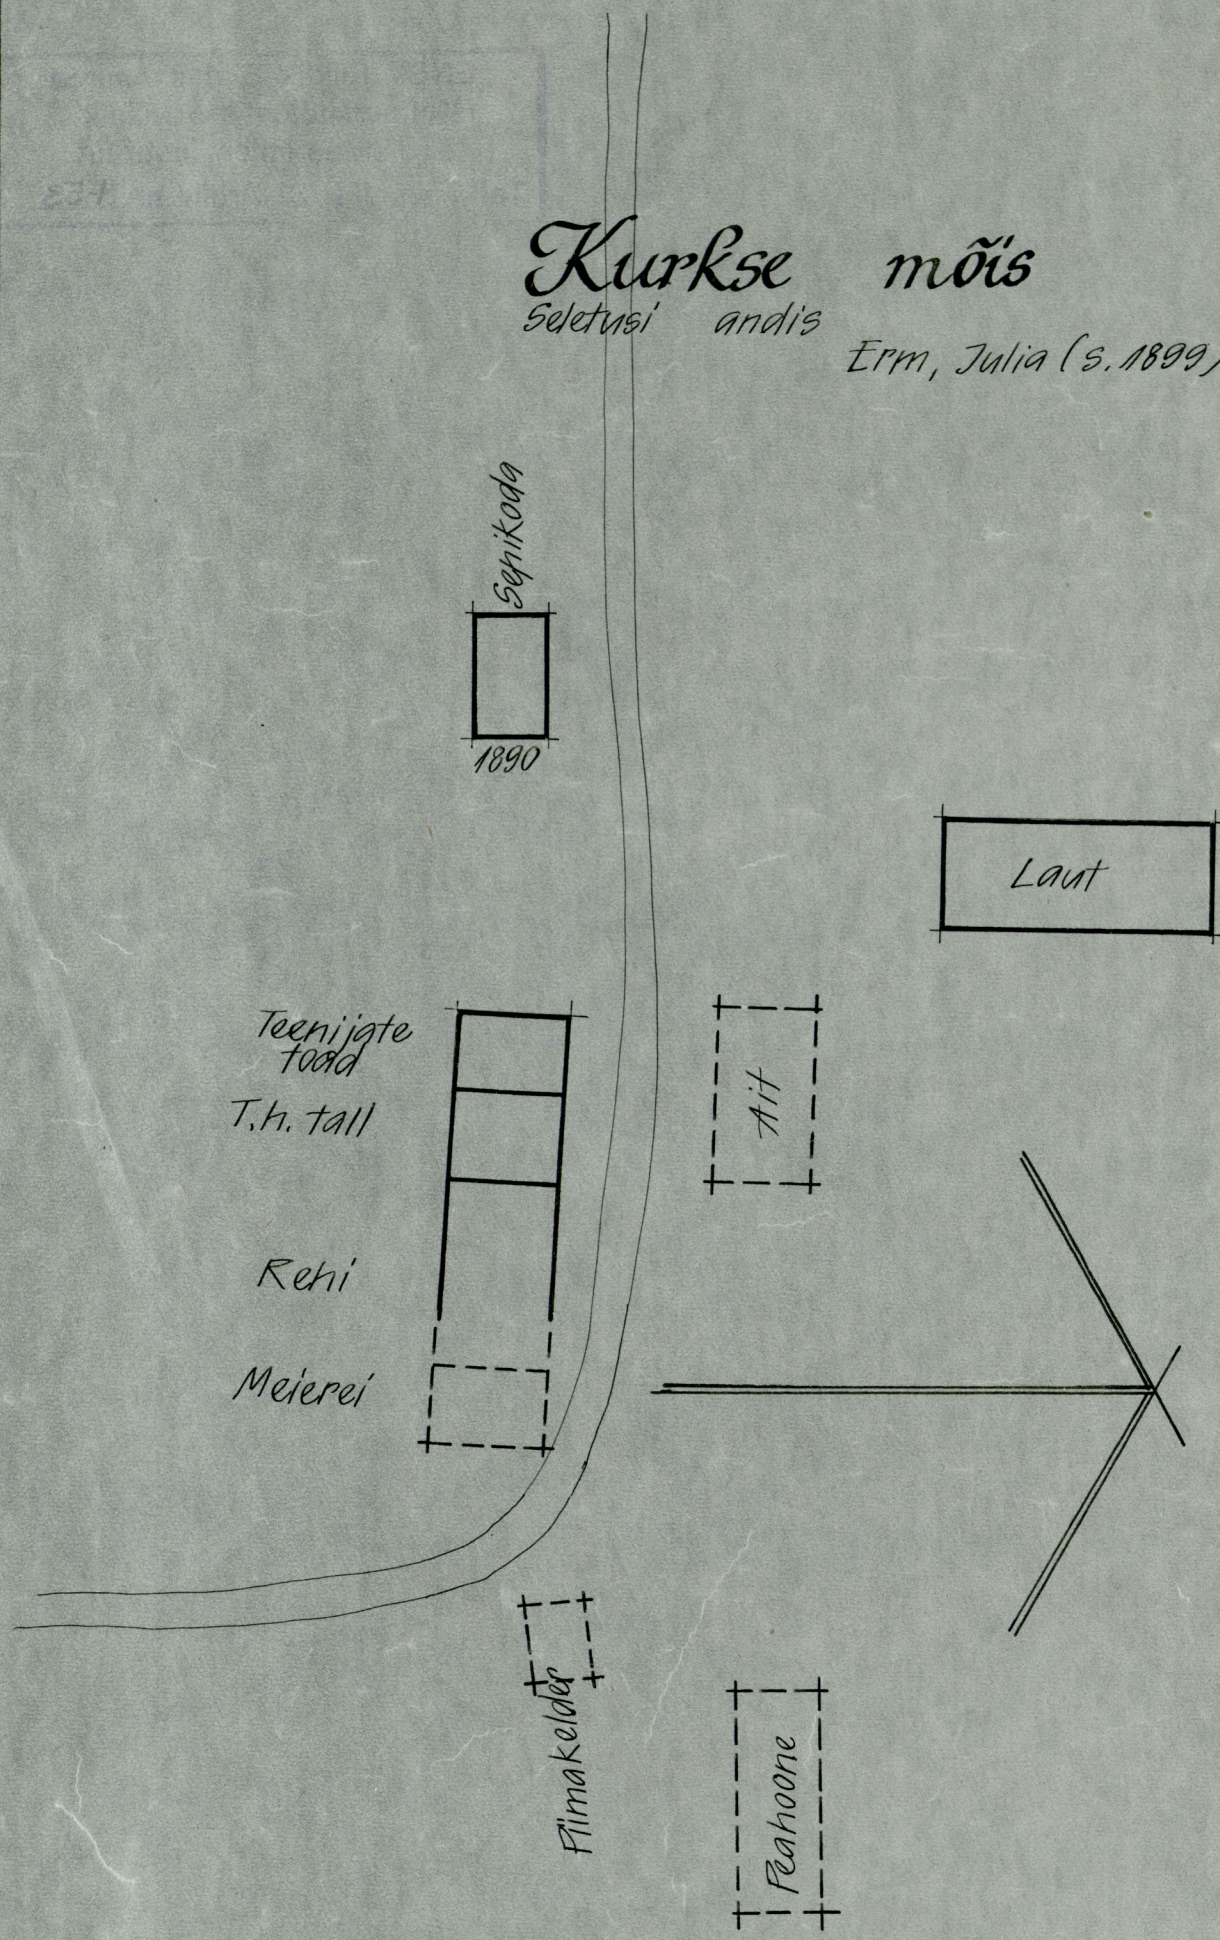 Kurkse mõis
Seletusi andis
Erm, Julia (s. 1899)
Sepikoda
1890
Laut
Teenijate
toad
T.h. tall
Ait
Rehi
Meierei
Piimakelder
Peahoone